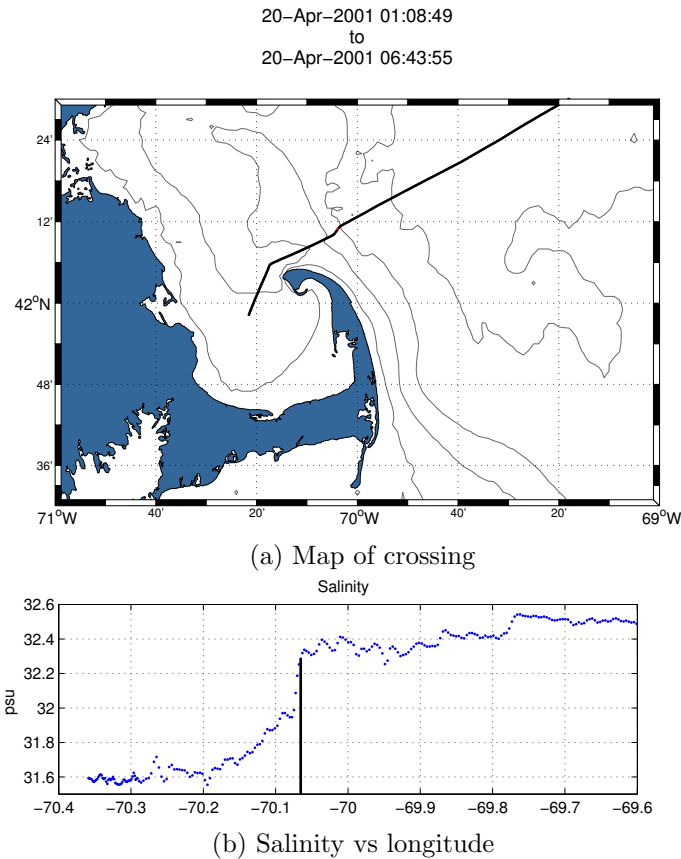 20−Apr−2001 01:08:49
to
20−Apr−2001 06:43:55
24'
12'
42°N
48'
36'
71°W 40' 20' 70°W 40' 20' 69°W
(a) Map of crossing
Salinity
32.6
32.4
32.2
32
31.8
31.6
psu
−70.4 −70.3 −70.2 −70.1 −70 −69.9 −69.8 −69.7 −69.6
(b) Salinity vs longitude